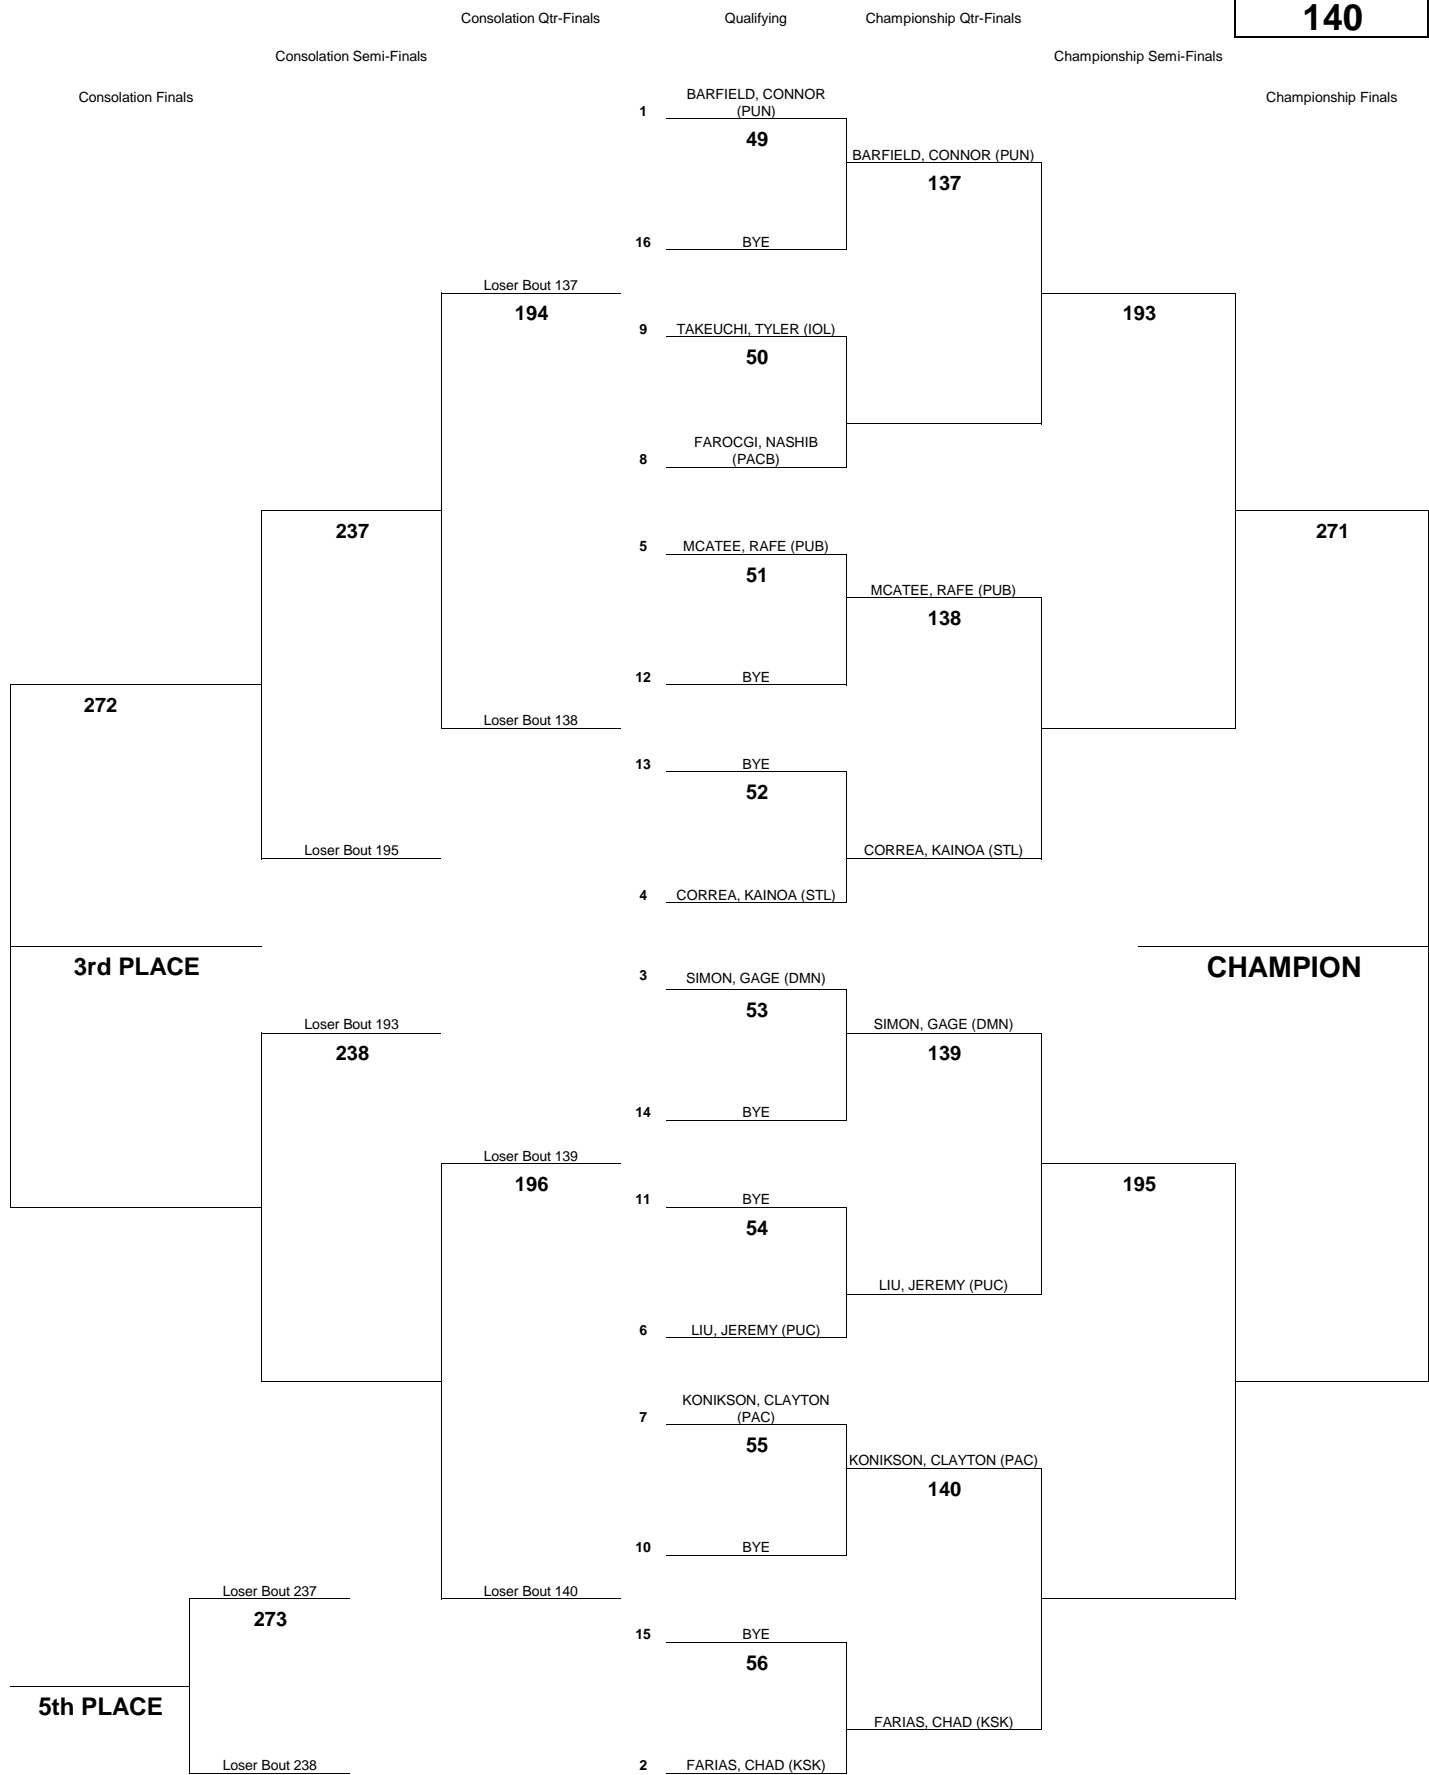 Consolation Qtr-Finals
Qualifying
Championship Qtr-Finals
140
Consolation Semi-Finals
Championship Semi-Finals
Consolation Finals
Championship Finals
BARFIELD, CONNOR
1
(PUN)
49
BARFIELD, CONNOR (PUN)
137
16
BYE
Loser Bout 137
194
193
9
TAKEUCHI, TYLER (IOL)
50
FAROCGI, NASHIB
8
(PACB)
237
271
5
MCATEE, RAFE (PUB)
51
MCATEE, RAFE (PUB)
138
12
BYE
272
Loser Bout 138
13
BYE
52
Loser Bout 195
CORREA, KAINOA (STL)
4
CORREA, KAINOA (STL)
3rd PLACE
CHAMPION
3
SIMON, GAGE (DMN)
53
Loser Bout 193
SIMON, GAGE (DMN)
238
139
14
BYE
Loser Bout 139
196
195
11
BYE
54
LIU, JEREMY (PUC)
6
LIU, JEREMY (PUC)
KONIKSON, CLAYTON
7
(PAC)
55
KONIKSON, CLAYTON (PAC)
140
10
BYE
Loser Bout 237
Loser Bout 140
273
15
BYE
56
5th PLACE
FARIAS, CHAD (KSK)
Loser Bout 238
2
FARIAS, CHAD (KSK)